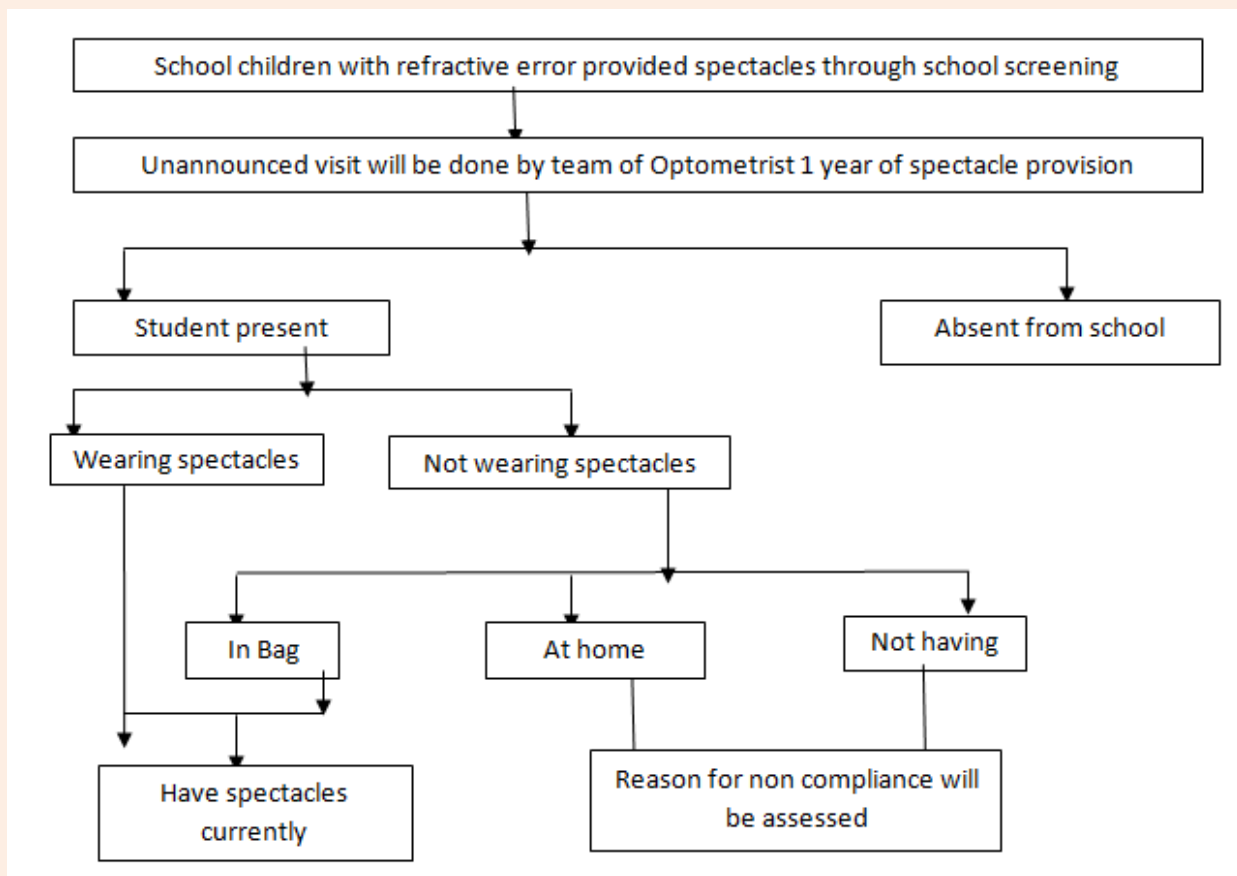 School children with refractive error provided spectacles through school screening
Unannounced visit will be done by team of Optometrist 1 year of spectacle provision
Student present
Absent from school
Wearing spectacles
Not wearing spectacles
In Bag
At home
Not having
Have spectacles
currently
Reason for non compliance will
be assessed